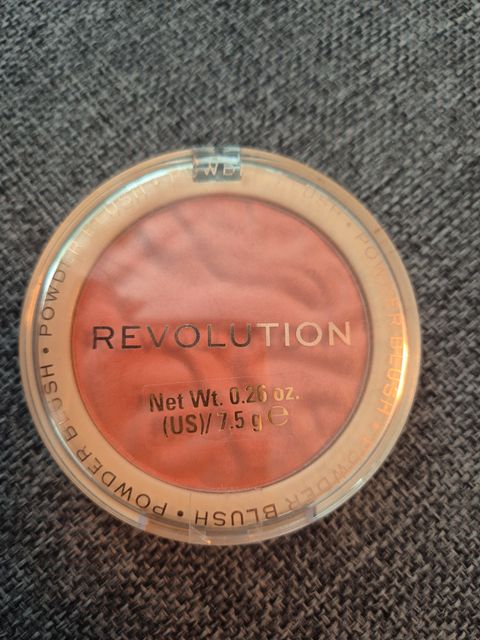 REVOLUTION
Net Wt. 0.26 oz.
(US)/ 7.5 g ℮
POWDER BLUSH • POWDER BLUSH • POWDER BLUSH • POWDER BLUSH •